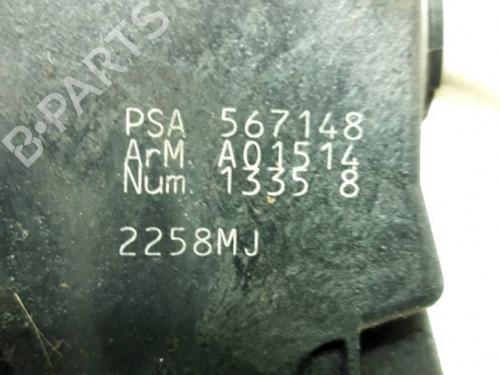 B-PARTS
PSA 567148
ArM. A01514
Num. 1335 8
2258MJ